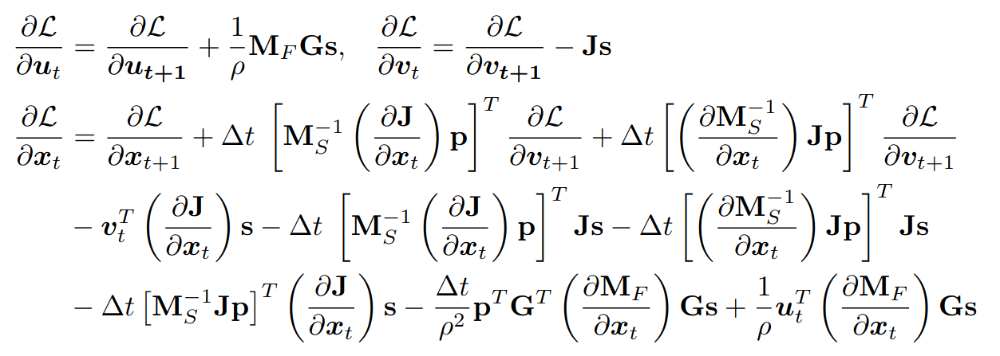 $\frac{\partial \mathcal{L}}{\partial \boldsymbol{u}_t} = \frac{\partial \mathcal{L}}{\partial \boldsymbol{u_{t+1}}} + \frac{1}{\rho} \mathbf{M}_F \mathbf{G} \mathbf{s}, \quad \frac{\partial \mathcal{L}}{\partial \boldsymbol{v}_t} = \frac{\partial \mathcal{L}}{\partial \boldsymbol{v_{t+1}}} - \mathbf{J} \mathbf{s}$
$\frac{\partial \mathcal{L}}{\partial \boldsymbol{x}_t} = \frac{\partial \mathcal{L}}{\partial \boldsymbol{x}_{t+1}} + \Delta t \left[ \mathbf{M}_S^{-1} \left( \frac{\partial \mathbf{J}}{\partial \boldsymbol{x}_t} \right) \mathbf{p} \right]^T \frac{\partial \mathcal{L}}{\partial \boldsymbol{v}_{t+1}} + \Delta t \left[ \left( \frac{\partial \mathbf{M}_S^{-1}}{\partial \boldsymbol{x}_t} \right) \mathbf{J} \mathbf{p} \right]^T \frac{\partial \mathcal{L}}{\partial \boldsymbol{v}_{t+1}}$
$- \boldsymbol{v}_t^T \left( \frac{\partial \mathbf{J}}{\partial \boldsymbol{x}_t} \right) \mathbf{s} - \Delta t \left[ \mathbf{M}_S^{-1} \left( \frac{\partial \mathbf{J}}{\partial \boldsymbol{x}_t} \right) \mathbf{p} \right]^T \mathbf{J} \mathbf{s} - \Delta t \left[ \left( \frac{\partial \mathbf{M}_S^{-1}}{\partial \boldsymbol{x}_t} \right) \mathbf{J} \mathbf{p} \right]^T \mathbf{J} \mathbf{s}$
$- \Delta t \left[ \mathbf{M}_S^{-1} \mathbf{J} \mathbf{p} \right]^T \left( \frac{\partial \mathbf{J}}{\partial \boldsymbol{x}_t} \right) \mathbf{s} - \frac{\Delta t}{\rho^2} \mathbf{p}^T \mathbf{G}^T \left( \frac{\partial \mathbf{M}_F}{\partial \boldsymbol{x}_t} \right) \mathbf{G} \mathbf{s} + \frac{1}{\rho} \boldsymbol{u}_t^T \left( \frac{\partial \mathbf{M}_F}{\partial \boldsymbol{x}_t} \right) \mathbf{G} \mathbf{s}$